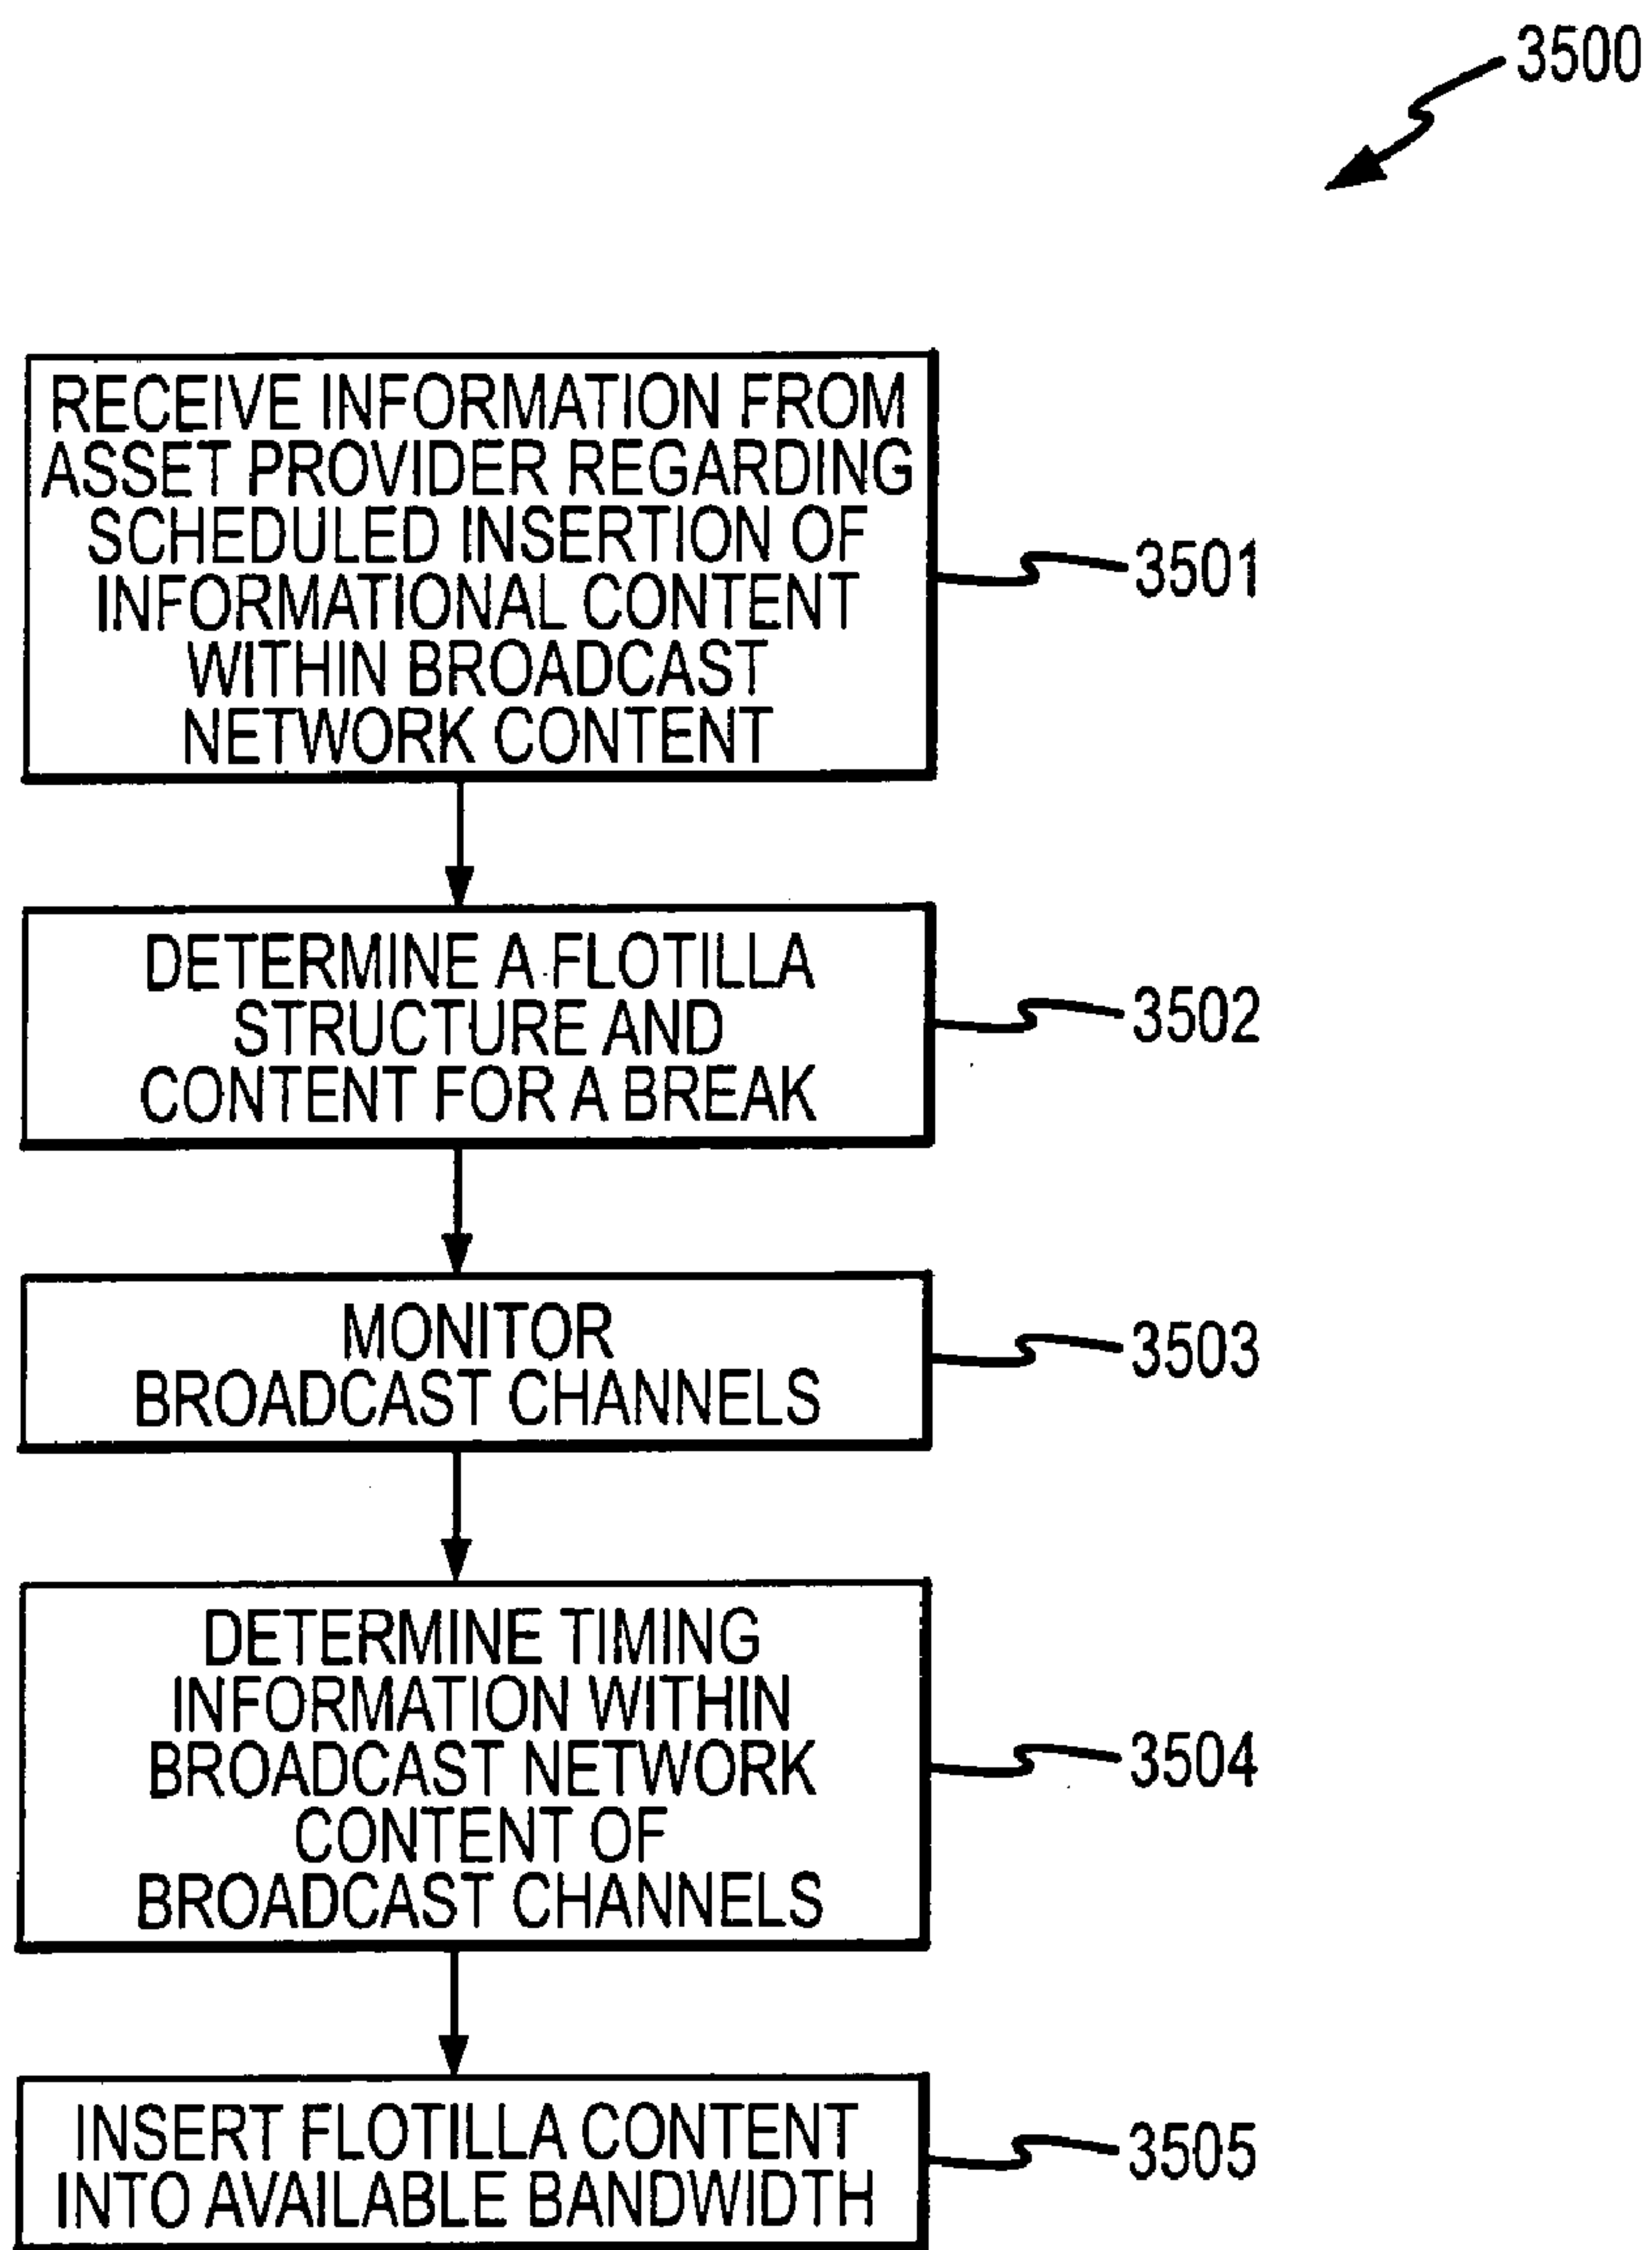 3500
RECEIVE INFORMATION FROM
ASSET PROVIDER REGARDING
SCHEDULED INSERTION OF
INFORMATIONAL CONTENT
WITHIN BROADCAST
NETWORK CONTENT
3501
DETERMINE A FLOTILLA
STRUCTURE AND
CONTENT FOR A BREAK
3502
MONITOR
BROADCAST CHANNELS
3503
DETERMINE TIMING
INFORMATION WITHIN
BROADCAST NETWORK
CONTENT OF
BROADCAST CHANNELS
3504
INSERT FLOTILLA CONTENT
INTO AVAILABLE BANDWIDTH
3505